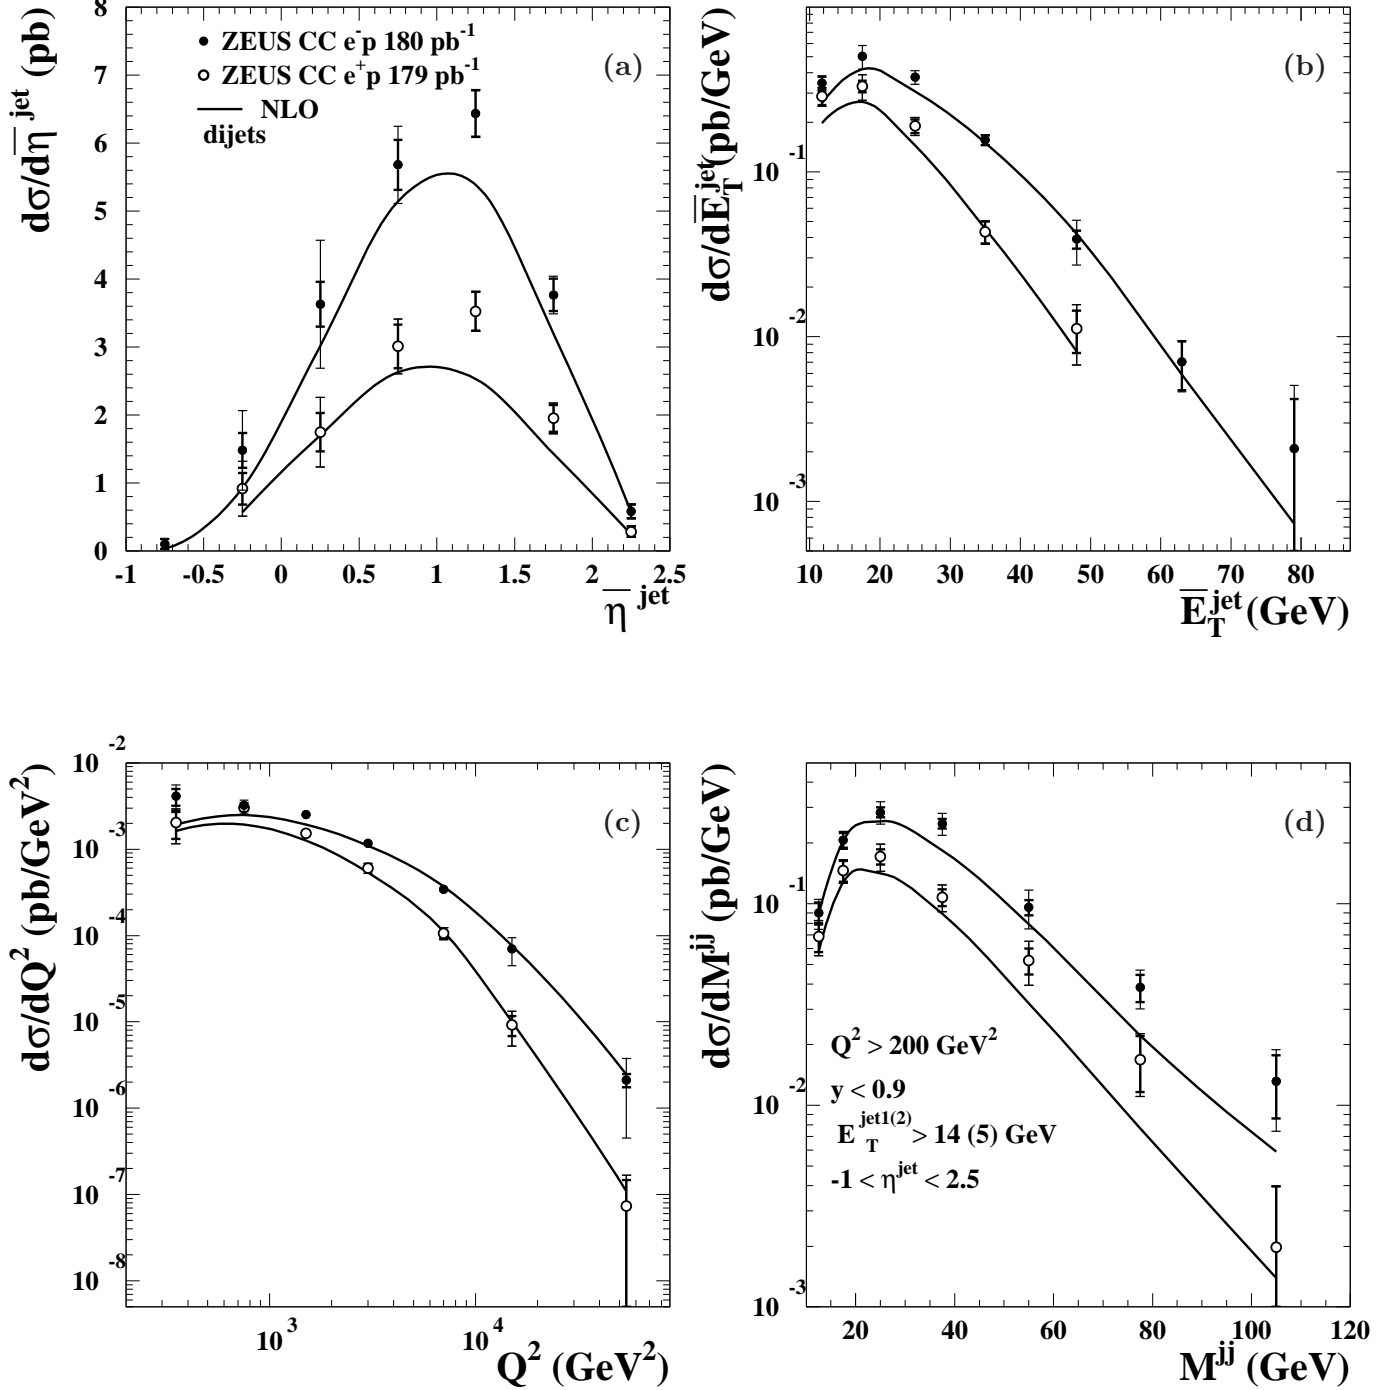 dσ/dη̅^jet (pb)
8
7
6
5
4
3
2
1
0
● ZEUS CC e⁻p 180 pb⁻¹
○ ZEUS CC e⁺p 179 pb⁻¹
NLO
dijets
(a)
-1 -0.5 0 0.5 1 1.5 2 2.5
η̅^jet
dσ/dE̅_T^jet (pb/GeV)
10⁻¹
10⁻²
10⁻³
(b)
10 20 30 40 50 60 70 80
E̅_T^jet (GeV)
dσ/dQ² (pb/GeV²)
10⁻²
10⁻³
10⁻⁴
10⁻⁵
10⁻⁶
10⁻⁷
10⁻⁸
(c)
10³ 10⁴
Q² (GeV²)
dσ/dM^jj (pb/GeV)
10⁻¹
10⁻²
10⁻³
(d)
Q² > 200 GeV²
y < 0.9
E_T^jet1(2) > 14 (5) GeV
-1 < η^jet < 2.5
20 40 60 80 100 120
M^jj (GeV)